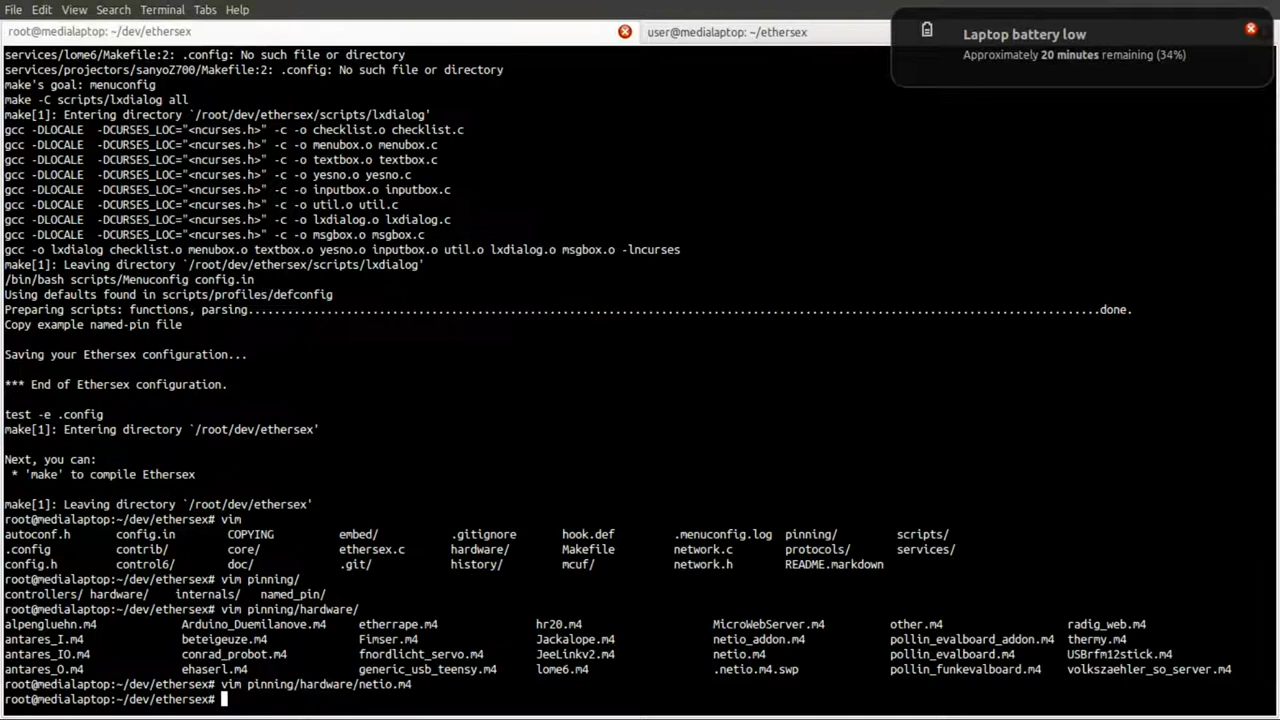 File Edit View Search Terminal Tabs Help
root@medialaptop: ~/dev/ethersex
user@medialaptop: ~/ethersex
Laptop battery low
Approximately 20 minutes remaining (34%)
services/lome6/Makefile:2: .config: No such file or directory
services/projectors/sanyoZ700/Makefile:2: .config: No such file or directory
make's goal: menuconfig
make -C scripts/lxdialog all
make[1]: Entering directory `/root/dev/ethersex/scripts/lxdialog'
gcc -DLOCALE  -DCURSES_LOC="<ncurses.h>" -c -o checklist.o checklist.c
gcc -DLOCALE  -DCURSES_LOC="<ncurses.h>" -c -o menubox.o menubox.c
gcc -DLOCALE  -DCURSES_LOC="<ncurses.h>" -c -o textbox.o textbox.c
gcc -DLOCALE  -DCURSES_LOC="<ncurses.h>" -c -o yesno.o yesno.c
gcc -DLOCALE  -DCURSES_LOC="<ncurses.h>" -c -o inputbox.o inputbox.c
gcc -DLOCALE  -DCURSES_LOC="<ncurses.h>" -c -o util.o util.c
gcc -DLOCALE  -DCURSES_LOC="<ncurses.h>" -c -o lxdialog.o lxdialog.c
gcc -DLOCALE  -DCURSES_LOC="<ncurses.h>" -c -o msgbox.o msgbox.c
gcc -o lxdialog checklist.o menubox.o textbox.o yesno.o inputbox.o util.o lxdialog.o msgbox.o -lncurses
make[1]: Leaving directory `/root/dev/ethersex/scripts/lxdialog'
/bin/bash scripts/Menuconfig config.in
Using defaults found in scripts/profiles/defconfig
Preparing scripts: functions, parsing...................................................................................................................................done.
Copy example named-pin file
Saving your Ethersex configuration...
*** End of Ethersex configuration.
test -e .config
make[1]: Entering directory `/root/dev/ethersex'
Next, you can:
* 'make' to compile Ethersex
make[1]: Leaving directory `/root/dev/ethersex'
root@medialaptop:~/dev/ethersex# vim
autoconf.h config.in COPYING embed/ .gitignore hook.def .menuconfig.log pinning/ scripts/
.config contrib/ core/ ethersex.c hardware/ Makefile network.c protocols/ services/
config.h control6/ doc/ .git/ history/ mcuf/ network.h README.markdown
root@medialaptop:~/dev/ethersex# vim pinning/
controllers/ hardware/ internals/ named_pin/
root@medialaptop:~/dev/ethersex# vim pinning/hardware/
alpengluehn.m4 Arduino_Duemilanove.m4 etherrape.m4 hr20.m4 MicroWebServer.m4 other.m4 radig_web.m4
antares_I.m4 beteigeuze.m4 Fimser.m4 Jackalope.m4 netio_addon.m4 pollin_evalboard_addon.m4 thermy.m4
antares_IO.m4 conrad_probot.m4 fnordlicht_servo.m4 JeeLinkv2.m4 netio.m4 pollin_evalboard.m4 USBrfm12stick.m4
antares_O.m4 ehaserl.m4 generic_usb_teensy.m4 lome6.m4 .netio.m4.swp pollin_funkevalboard.m4 volkszaehler_so_server.m4
root@medialaptop:~/dev/ethersex# vim pinning/hardware/netio.m4
root@medialaptop:~/dev/ethersex#